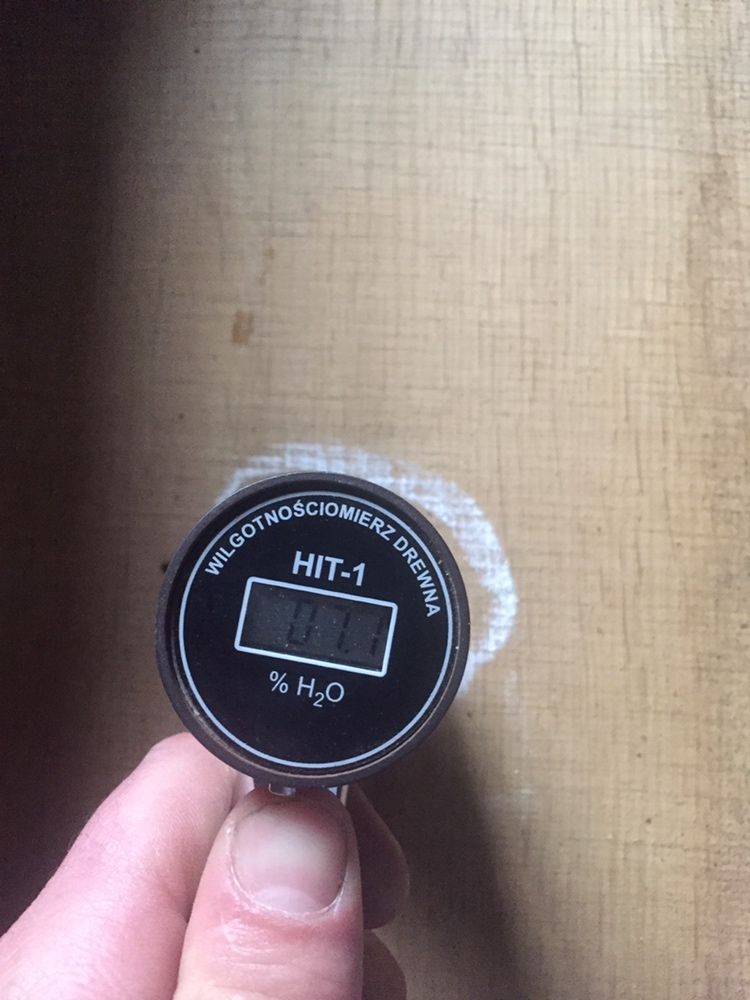 WILGOTNOŚCIOMIERZ DREWNA
HIT-1
07.1
% H₂O